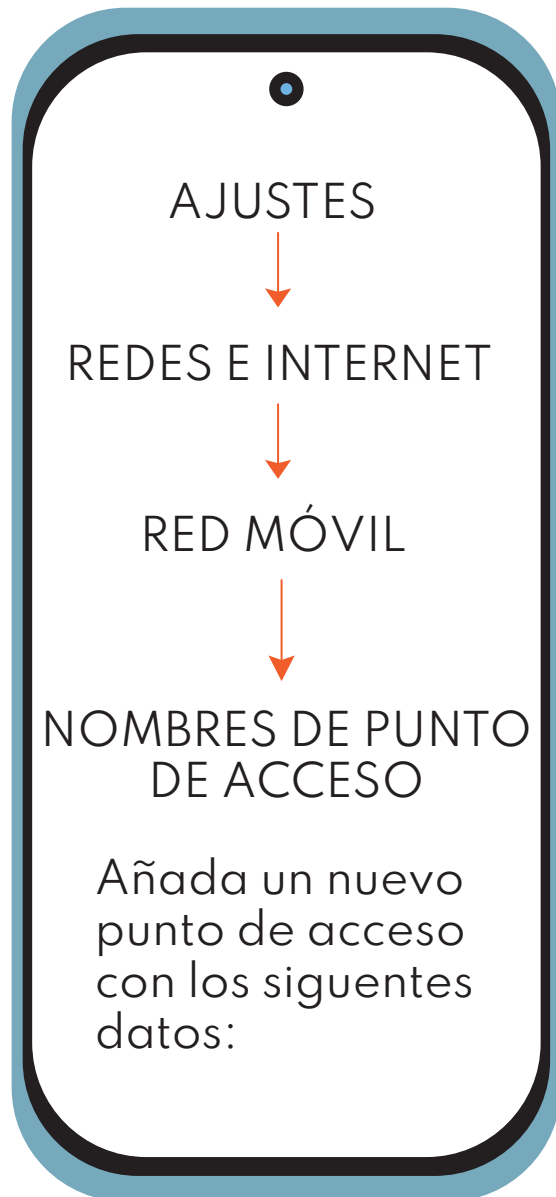 AJUSTES
REDES E INTERNET
RED MÓVIL
NOMBRES DE PUNTO
DE ACCESO
Añada un nuevo
punto de acceso
con los siguentes
datos: